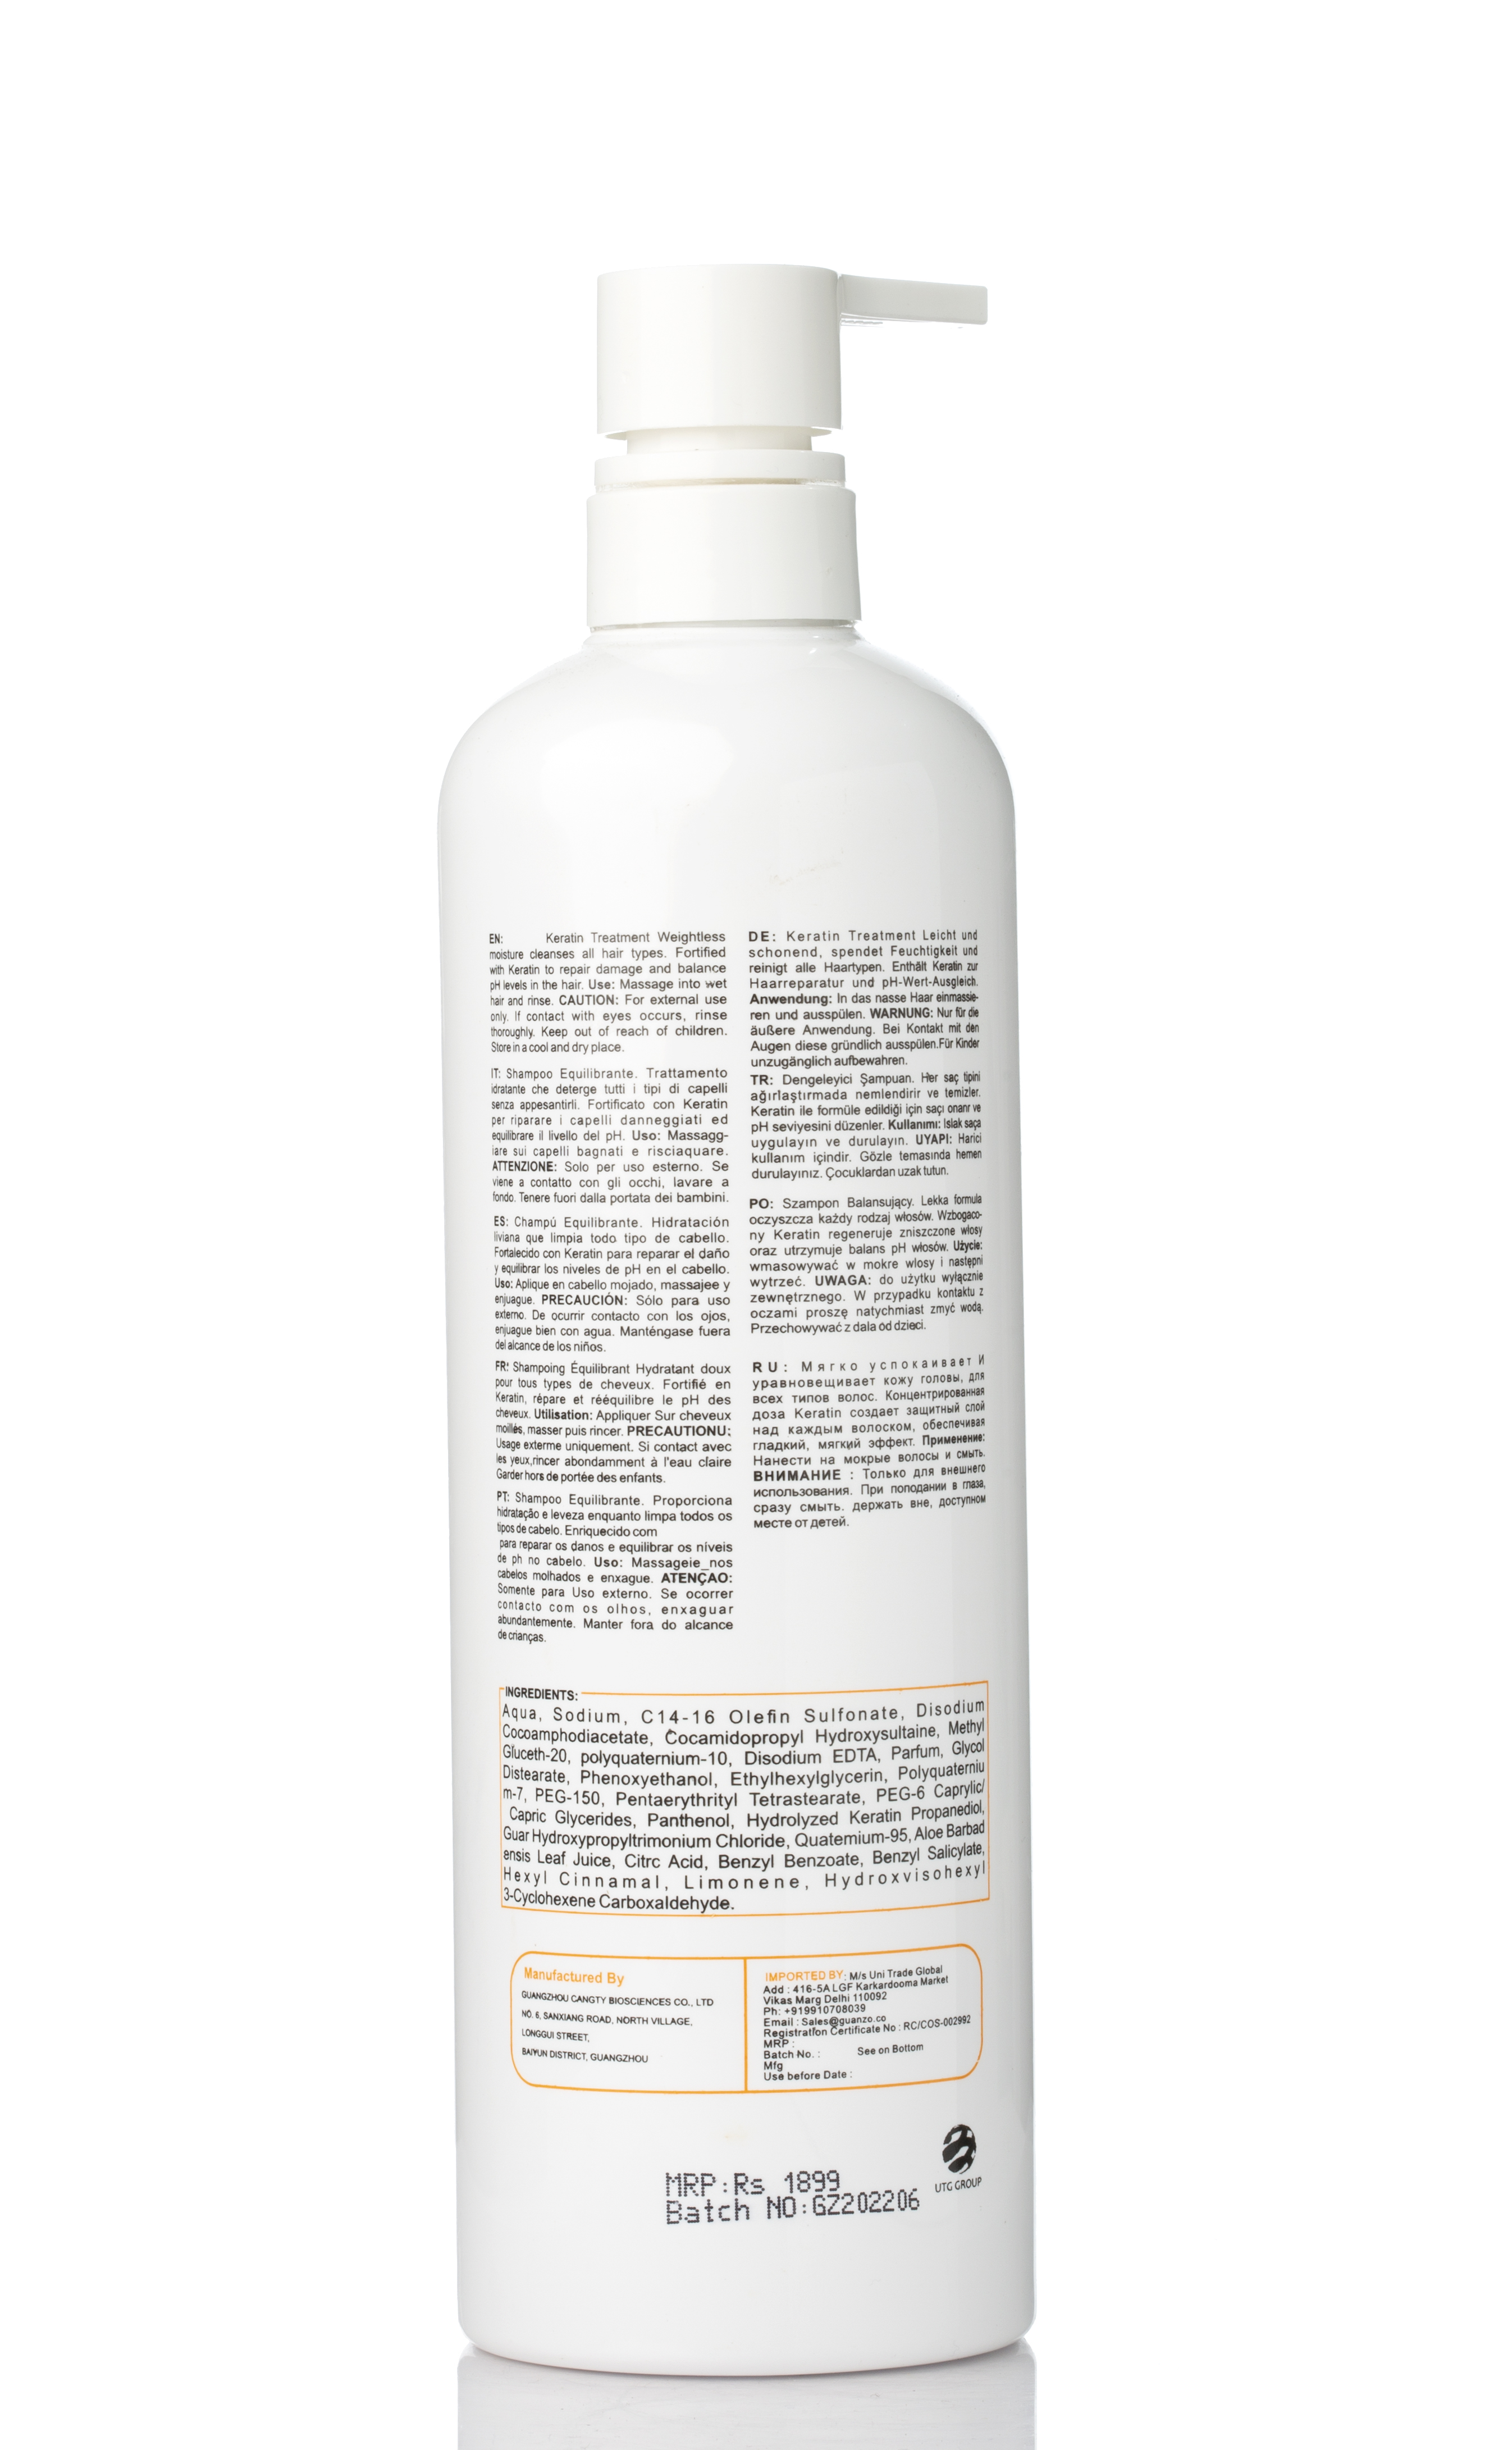 EN: Keratin Treatment Weightless
moisture cleanses all hair types. Fortified
with Keratin to repair damage and balance
pH levels in the hair. Use: Massage into wet
hair and rinse. CAUTION: For external use
only. If contact with eyes occurs, rinse
thoroughly. Keep out of reach of children.
Store in a cool and dry place.
IT: Shampoo Equilibrante. Trattamento
idratante che deterge tutti i tipi di capelli
senza appesantirli. Fortificato con Keratin
per riparare i capelli danneggiati ed
equilibrare il livello del pH. Uso: Massagg-
iare sui capelli bagnati e risciaquare.
ATTENZIONE: Solo per uso esterno. Se
viene a contatto con gli occhi, lavare a
fondo. Tenere fuori dalla portata dei bambini.
ES: Champú Equilibrante. Hidratación
liviana que limpia todo tipo de cabello.
Fortalecido con Keratin para reparar el daño
y equilibrar los niveles de pH en el cabello.
Uso: Aplique en cabello mojado, massajee y
enjuague. PRECAUCIÓN: Sólo para uso
externo. De ocurrir contacto con los ojos,
enjuague bien con agua. Manténgase fuera
del alcance de los niños.
FR: Shampoing Équilibrant Hydratant doux
pour tous types de cheveux. Fortifié en
Keratin, répare et rééquilibre le pH des
cheveux. Utilisation: Appliquer Sur cheveux
moillés, masser puis rincer. PRECAUTIONU;
Usage exterme uniquement. Si contact avec
les yeux,rincer abondamment à l'eau claire
Garder hors de portée des enfants.
PT: Shampoo Equilibrante. Proporciona
hidratação e leveza enquanto limpa todos os
tipos de cabelo. Enriquecido com
para reparar os danos e equilibrar os níveis
de ph no cabelo. Uso: Massageie_nos
cabelos molhados e enxague. ATENÇAO:
Somente para Uso externo. Se ocorrer
contacto com os olhos, enxaguar
abundantemente. Manter fora do alcance
de crianças.
DE: Keratin Treatment Leicht und
schonend, spendet Feuchtigkeit und
reinigt alle Haartypen. Enthält Keratin zur
Haarreparatur und pH-Wert-Ausgleich.
Anwendung: In das nasse Haar einmassie-
ren und ausspülen. WARNUNG: Nur für die
äußere Anwendung. Bei Kontakt mit den
Augen diese gründlich ausspülen.Für Kinder
unzugänglich aufbewahren.
TR: Dengeleyici Şampuan. Her saç tipini
ağırlaştırmada nemlendirir ve temizler.
Keratin ile formüle edildiği için saçı onarır ve
pH seviyesini düzenler. Kullanımı: Islak saça
uygulayın ve durulayın. UYAPI: Harici
kullanım içindir. Gözle temasında hemen
durulayınız. Çocuklardan uzak tutun.
PO: Szampon Balansujący. Lekka formula
oczyszcza każdy rodzaj włosów. Wzbogaco-
ny Keratin regeneruje zniszczone włosy
oraz utrzymuje balans pH włosów. Użycie:
wmasowywać w mokre wlosy i następni
wytrzeć. UWAGA: do użytku wyłącznie
zewnętrznego. W przypadku kontaktu z
oczami proszę natychmiast zmyć wodą.
Przechowywać z dala od dzieci.
RU: Мягко успокаивает И
уравновещивает кожу головы, для
всех типов волос. Концентрированная
доза Keratin создает защитный слой
над каждым волоском, обеспечивая
гладкий, мягкий эффект. Применение:
Нанести на мокрые волосы и смыть.
ВНИМАНИЕ : Только для внешнего
использования. При поподании в глаза,
сразу смыть. держать вне, доступном
месте от детей.
INGREDIENTS:
Aqua, Sodium, C14-16 Olefin Sulfonate, Disodium
Cocoamphodiacetate, Cocamidopropyl Hydroxysultaine, Methyl
Gluceth-20, polyquaternium-10, Disodium EDTA, Parfum, Glycol
Distearate, Phenoxyethanol, Ethylhexylglycerin, Polyquaterniu
m-7, PEG-150, Pentaerythrityl Tetrastearate, PEG-6 Caprylic/
Capric Glycerides, Panthenol, Hydrolyzed Keratin Propanediol,
Guar Hydroxypropyltrimonium Chloride, Quatemium-95, Aloe Barbad
ensis Leaf Juice, Citrc Acid, Benzyl Benzoate, Benzyl Salicylate,
Hexyl Cinnamal, Limonene, Hydroxvisohexyl
3-Cyclohexene Carboxaldehyde.
Manufactured By
GUANGZHOU CANGTY BIOSCIENCES CO., LTD
NO. 6, SANXIANG ROAD, NORTH VILLAGE,
LONGGUI STREET,
BAIYUN DISTRICT, GUANGZHOU
IMPORTED BY: M/s Uni Trade Global
Add : 416-5A LGF Karkardooma Market
Vikas Marg Delhi 110092
Ph: +919910708039
Email : Sales@guanzo.co
Registration Certificate No : RC/COS-002992
MRP :
Batch No. : See on Bottom
Mfg
Use before Date :
UTG GROUP
MRP:Rs 1899
Batch NO:GZ202206